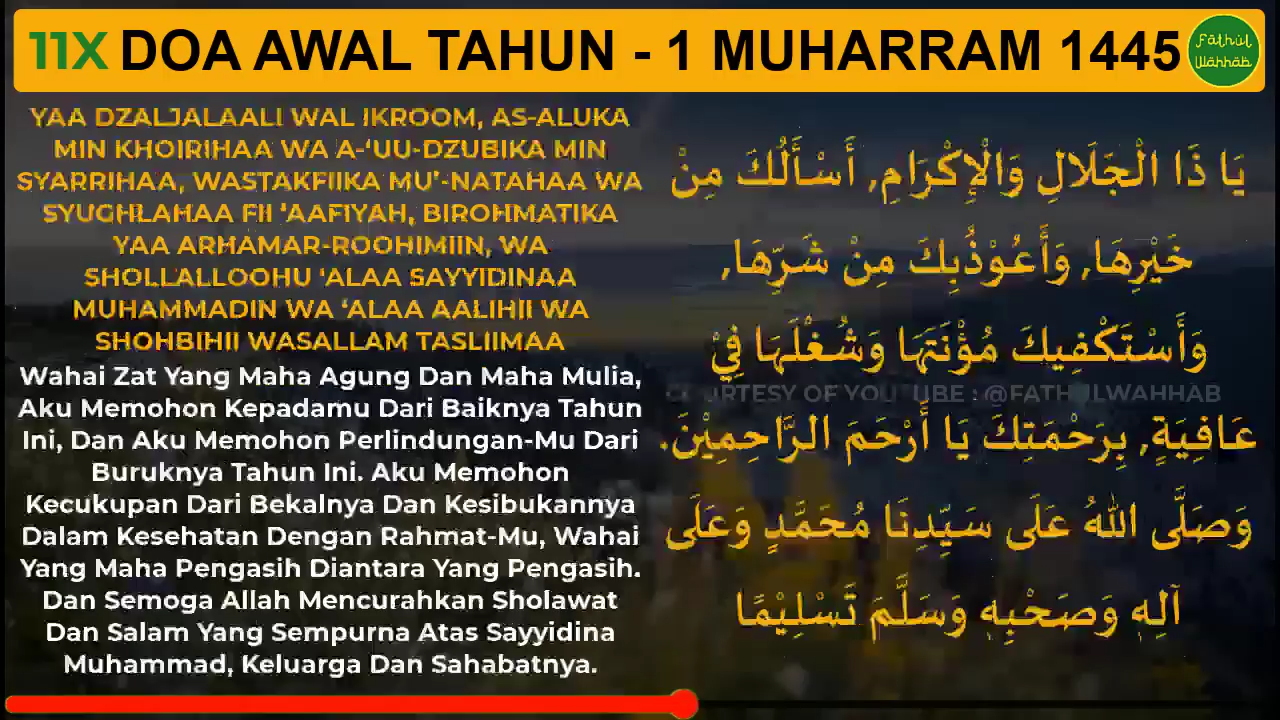 11X DOA AWAL TAHUN - 1 MUHARRAM 1445
Fathul
Wahhab
YAA DZALJALAALI WAL IKROOM, AS-ALUKA
MIN KHOIRIHAA WA A-‘UU-DZUBIKA MIN
SYARRIHAA, WASTAKFIIKA MU’-NATAHAA WA
SYUGHLAHAA FII ‘AAFIYAH, BIROHMATIKA
YAA ARHAMAR-ROOHIMIIN, WA
SHOLLALLOOHU ‘ALAA SAYYIDINAA
MUHAMMADIN WA ‘ALAA AALIHII WA
SHOHBIHII WASALLAM TASLIIMAA
Wahai Zat Yang Maha Agung Dan Maha Mulia,
Aku Memohon Kepadamu Dari Baiknya Tahun
Ini, Dan Aku Memohon Perlindungan-Mu Dari
Buruknya Tahun Ini. Aku Memohon
Kecukupan Dari Bekalnya Dan Kesibukannya
Dalam Kesehatan Dengan Rahmat-Mu, Wahai
Yang Maha Pengasih Diantara Yang Pengasih.
Dan Semoga Allah Mencurahkan Sholawat
Dan Salam Yang Sempurna Atas Sayyidina
Muhammad, Keluarga Dan Sahabatnya.
يَا ذَا الْجَلَالِ وَالْإِكْرَامِ, أَسْأَلُكَ مِنْ
خَيْرِهَا, وَأَعُوْذُبِكَ مِنْ شَرِّهَا,
وَأَسْتَكْفِيكَ مُؤْنَتَهَا وَشُغْلَهَا فِيْ
COURTESY OF YOUTUBE : @FATHULWAHHAB
عَافِيَةٍ, بِرَحْمَتِكَ يَا أَرْحَمَ الرَّاحِمِيْنَ.
وَصَلَّى اللهُ عَلَى سَيِّدِنَا مُحَمَّدٍ وَعَلَى
آلِهٖ وَصَحْبِهٖ وَسَلَّمَ تَسْلِيْمًا